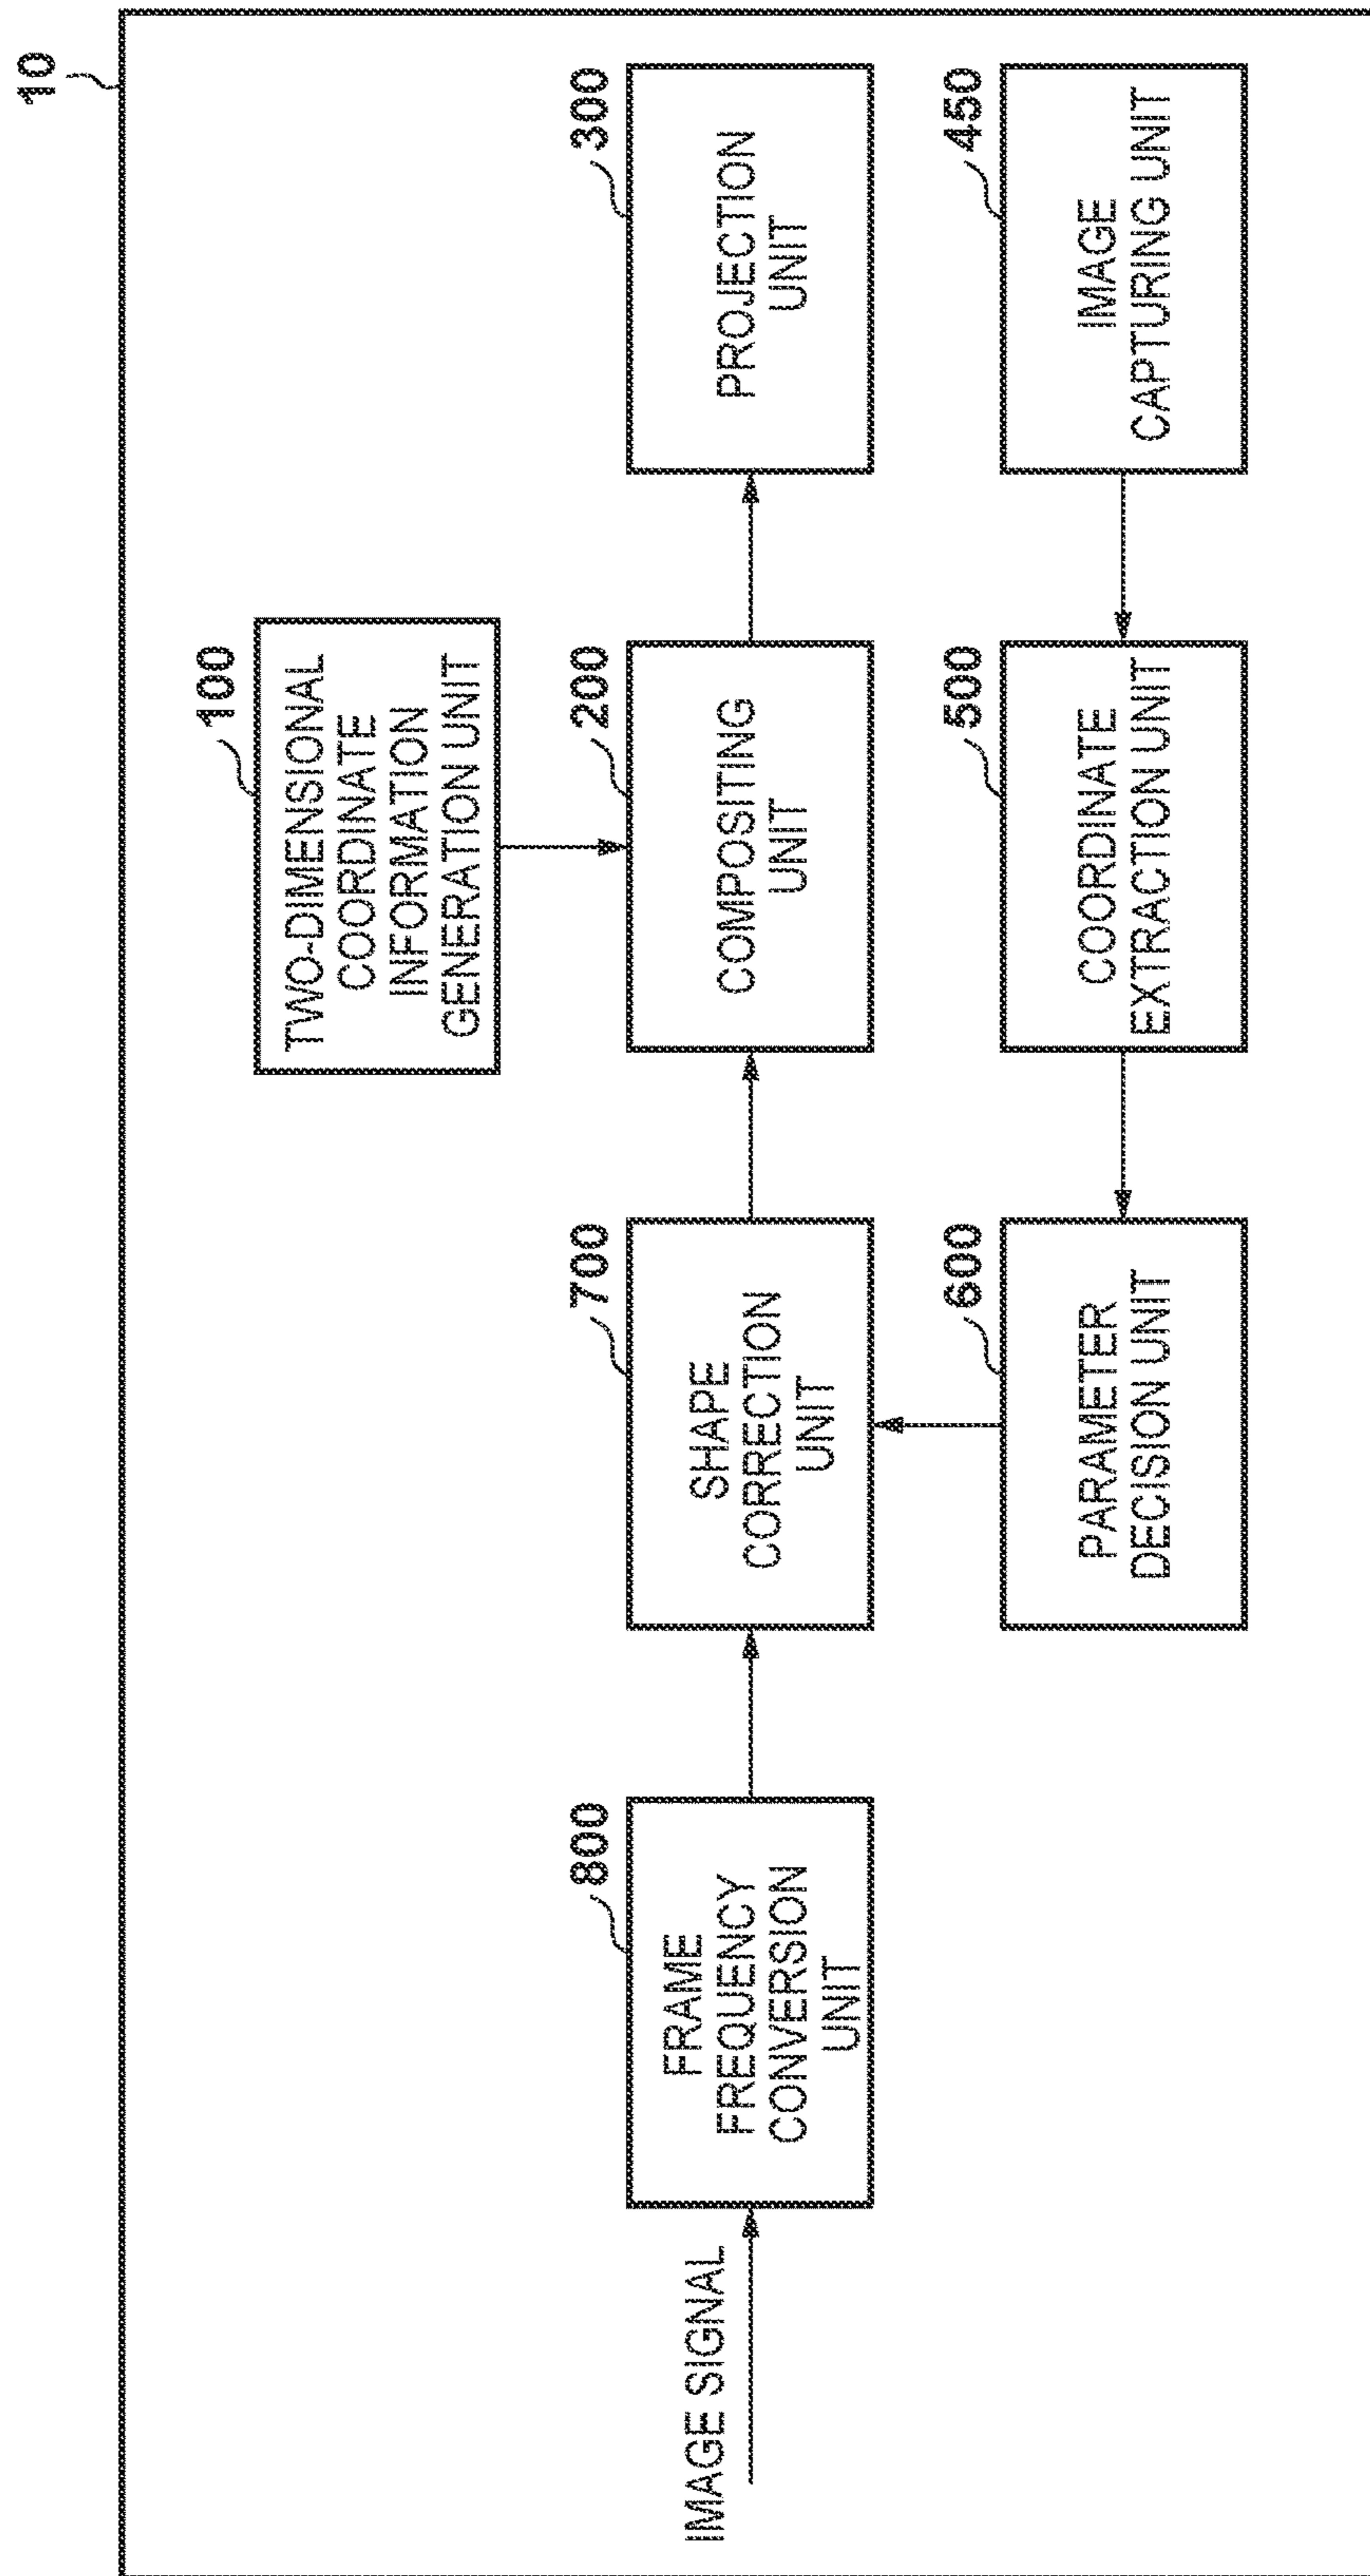 10
100
TWO-DIMENSIONAL
COORDINATE
INFORMATION
GENERATION UNIT
IMAGE SIGNAL
800
FRAME
FREQUENCY
CONVERSION
UNIT
700
SHAPE
CORRECTION
UNIT
200
COMPOSITING
UNIT
300
PROJECTION
UNIT
600
PARAMETER
DECISION UNIT
500
COORDINATE
EXTRACTION UNIT
450
IMAGE
CAPTURING UNIT